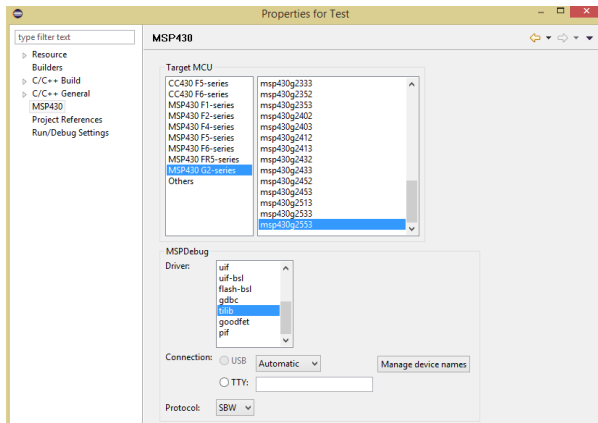 Properties for Test
type filter text
MSP430
Resource
Builders
C/C++ Build
C/C++ General
MSP430
Project References
Run/Debug Settings
Target MCU
CC430 F5-series
CC430 F6-series
MSP430 F1-series
MSP430 F2-series
MSP430 F4-series
MSP430 F5-series
MSP430 F6-series
MSP430 FR5-series
MSP430 G2-series
Others
msp430g2333
msp430g2352
msp430g2353
msp430g2402
msp430g2403
msp430g2412
msp430g2413
msp430g2432
msp430g2433
msp430g2452
msp430g2453
msp430g2513
msp430g2533
msp430g2553
MSPDebug
Driver:
uif
uif-bsl
flash-bsl
gdbc
tilib
goodfet
pif
Connection:
USB
Automatic
Manage device names
TTY:
Protocol:
SBW